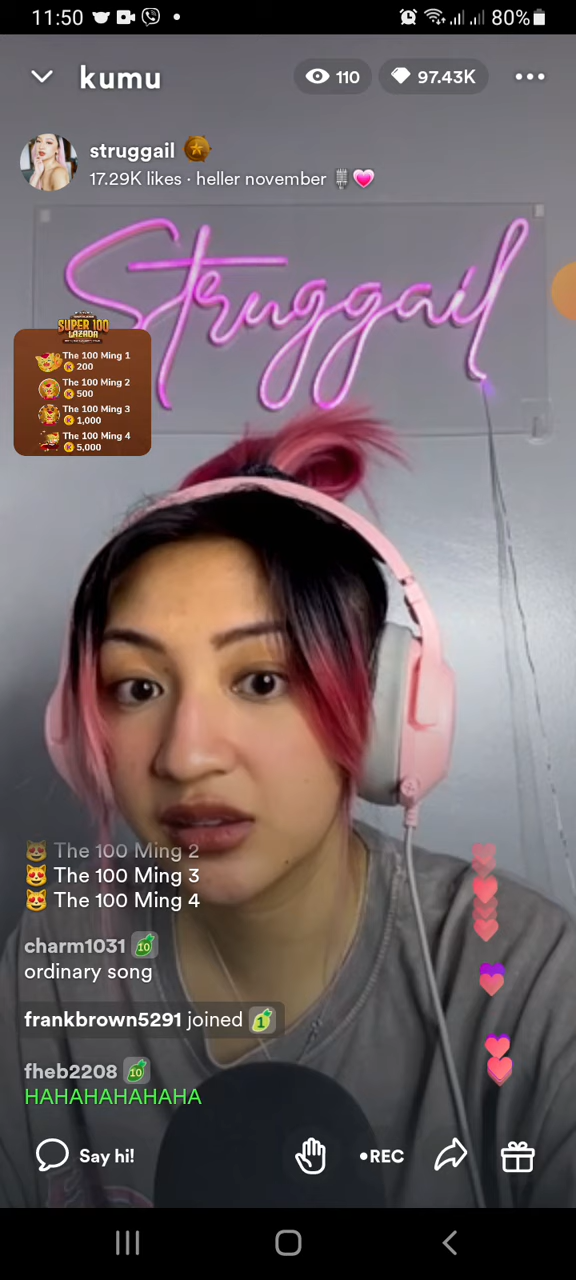 11:50
80%
kumu
110
97.43K
struggail
17.29K likes · heller november
Struggail
SUPER 100
LAZADA
The 100 Ming 1
200
The 100 Ming 2
500
The 100 Ming 3
1,000
The 100 Ming 4
5,000
The 100 Ming 2
The 100 Ming 3
The 100 Ming 4
charm1031 10
ordinary song
frankbrown5291 joined 1
fheb2208 10
HAHAHAHAHAHA
Say hi!
•REC